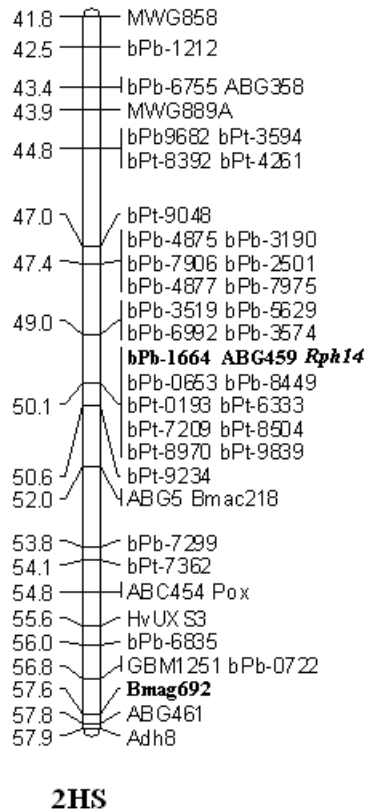 41.8 MWG858
42.5 bPb-1212
43.4 bPb-6755 ABG358
43.9 MWG889A
44.8 bPb9682 bPt-3594
bPt-8392 bPt-4261
47.0 bPt-9048
47.4 bPb-4875 bPb-3190
bPb-7906 bPb-2501
bPb-4877 bPb-7975
49.0 bPb-3519 bPb-5629
bPb-6992 bPb-3574
50.1 bPb-1664 ABG459 Rph14
bPb-0653 bPb-8449
bPt-0193 bPt-6333
bPt-7209 bPt-8504
bPt-8970 bPt-9839
50.6 bPt-9234
52.0 ABG5 Bmac218
53.8 bPb-7299
54.1 bPt-7362
54.8 ABC454 Pox
55.6 HvUXS3
56.0 bPb-6835
56.8 GBM1251 bPb-0722
57.6 Bmag692
57.8 ABG461
57.9 Adh8
2HS